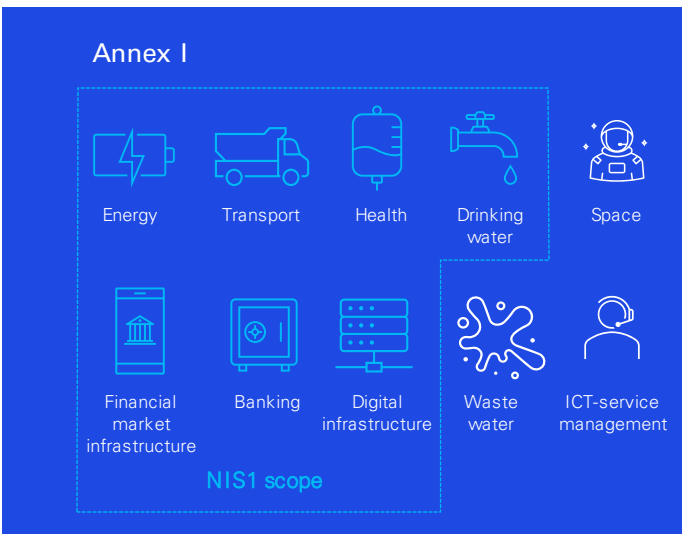 Annex I
Energy
Transport
Health
Drinking
water
Space
Financial
market
infrastructure
Banking
Digital
infrastructure
Waste
water
ICT-service
management
NIS1 scope